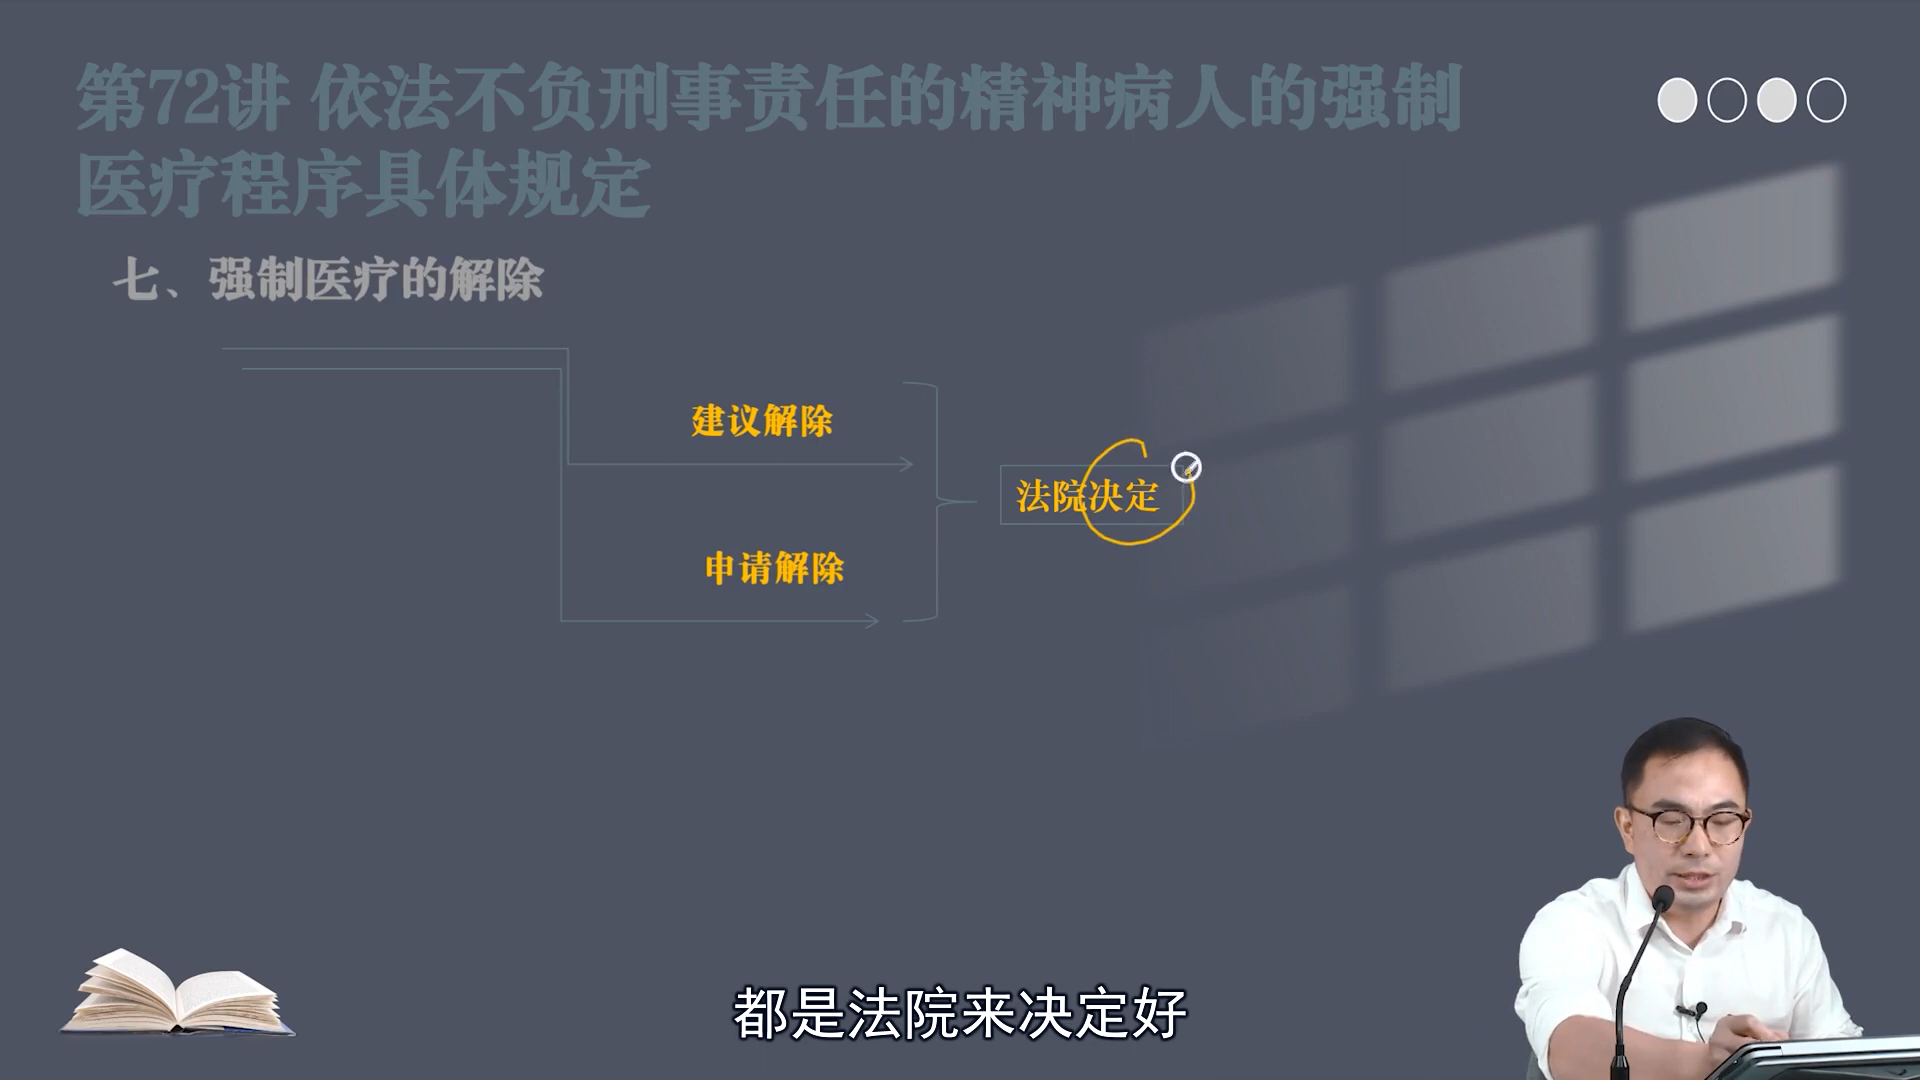 第72讲 依法不负刑事责任的精神病人的强制
医疗程序具体规定
七、强制医疗的解除
建议解除
法院决定
申请解除
都是法院来决定好